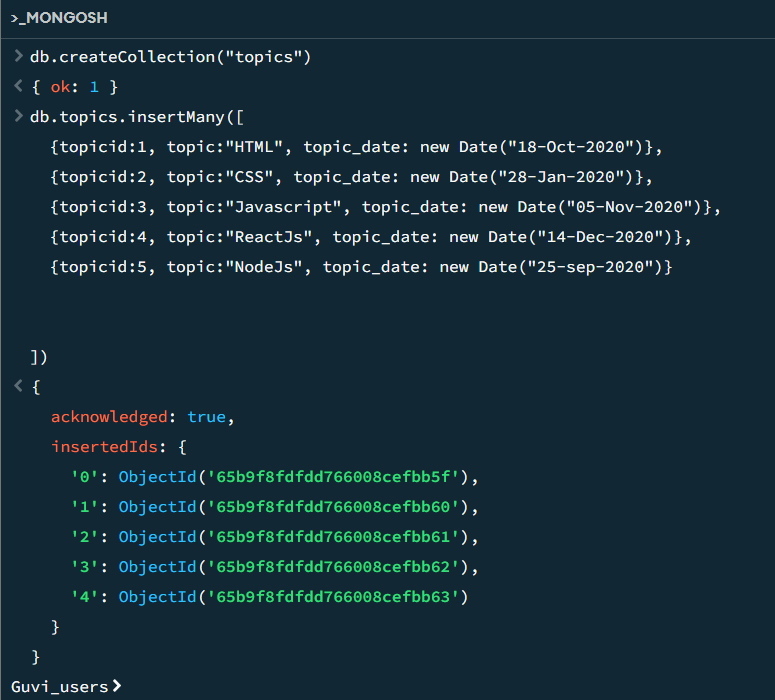 >_MONGOSH
> db.createCollection("topics")
< { ok: 1 }
> db.topics.insertMany([
{topicid:1, topic:"HTML", topic_date: new Date("18-Oct-2020")},
{topicid:2, topic:"CSS", topic_date: new Date("28-Jan-2020")},
{topicid:3, topic:"Javascript", topic_date: new Date("05-Nov-2020")},
{topicid:4, topic:"ReactJs", topic_date: new Date("14-Dec-2020")},
{topicid:5, topic:"NodeJs", topic_date: new Date("25-sep-2020")}
])
< {
acknowledged: true,
insertedIds: {
'0': ObjectId('65b9f8fdfdd766008cefbb5f'),
'1': ObjectId('65b9f8fdfdd766008cefbb60'),
'2': ObjectId('65b9f8fdfdd766008cefbb61'),
'3': ObjectId('65b9f8fdfdd766008cefbb62'),
'4': ObjectId('65b9f8fdfdd766008cefbb63')
}
}
Guvi_users>